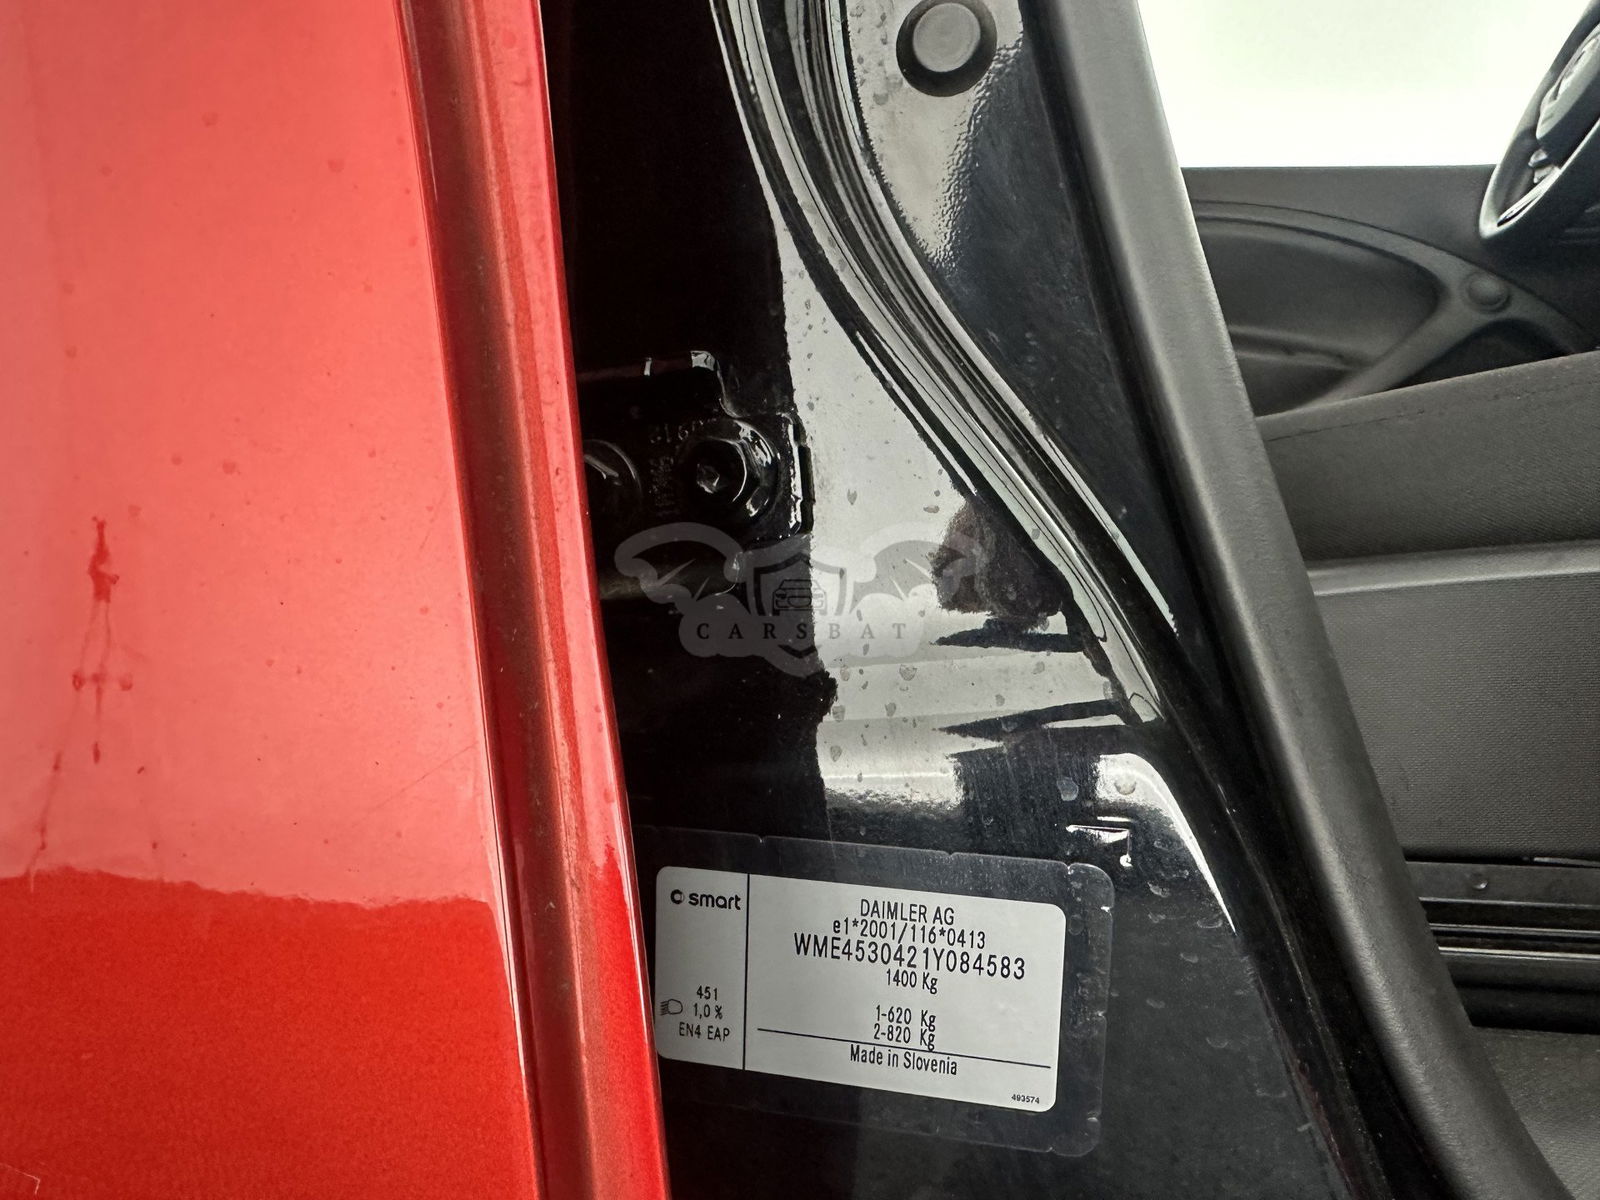 CARSBAT
smart
451
1,0 %
EN4 EAP
DAIMLER AG
e1*2001/116*0413
WME4530421Y084583
1400 Kg
1-620 Kg
2-820 Kg
Made in Slovenia
493574